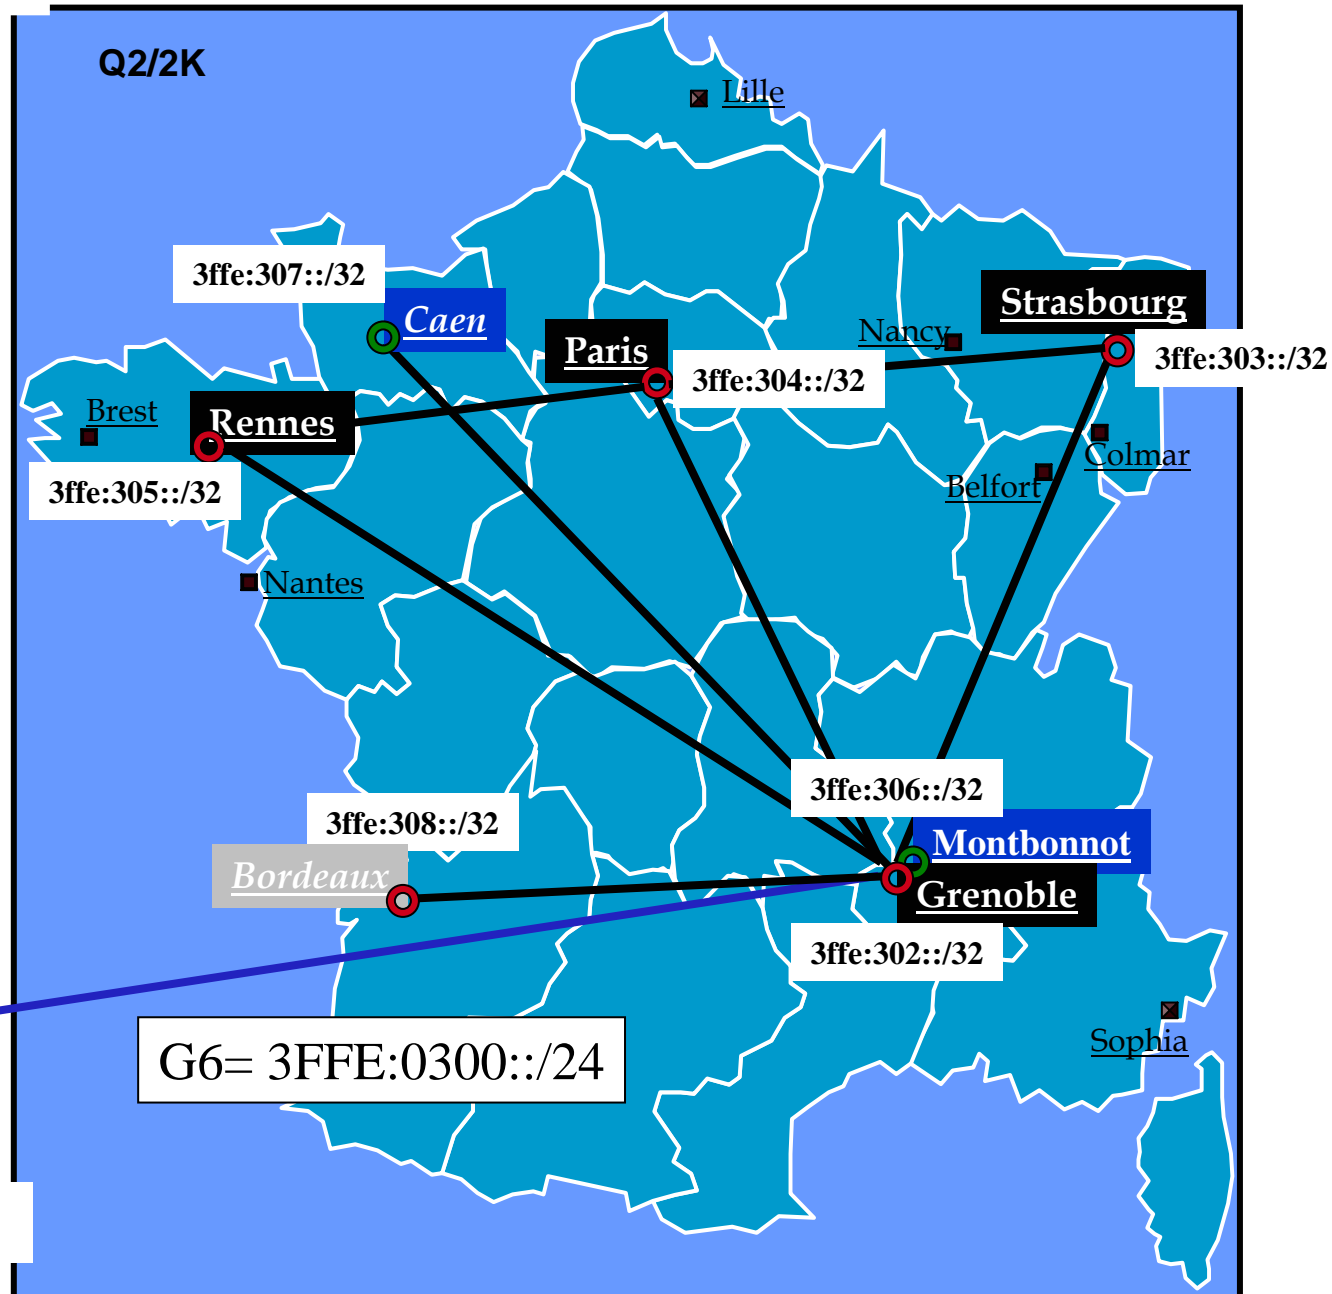 Q2/2K
Lille
3ffe:307::/32
Caen
Strasbourg
Nancy
Paris
3ffe:304::/32
3ffe:303::/32
Brest
Rennes
Colmar
Belfort
3ffe:305::/32
Nantes
3ffe:306::/32
3ffe:308::/32
Montbonnot
Bordeaux
Grenoble
3ffe:302::/32
Sophia
G6= 3FFE:0300::/24